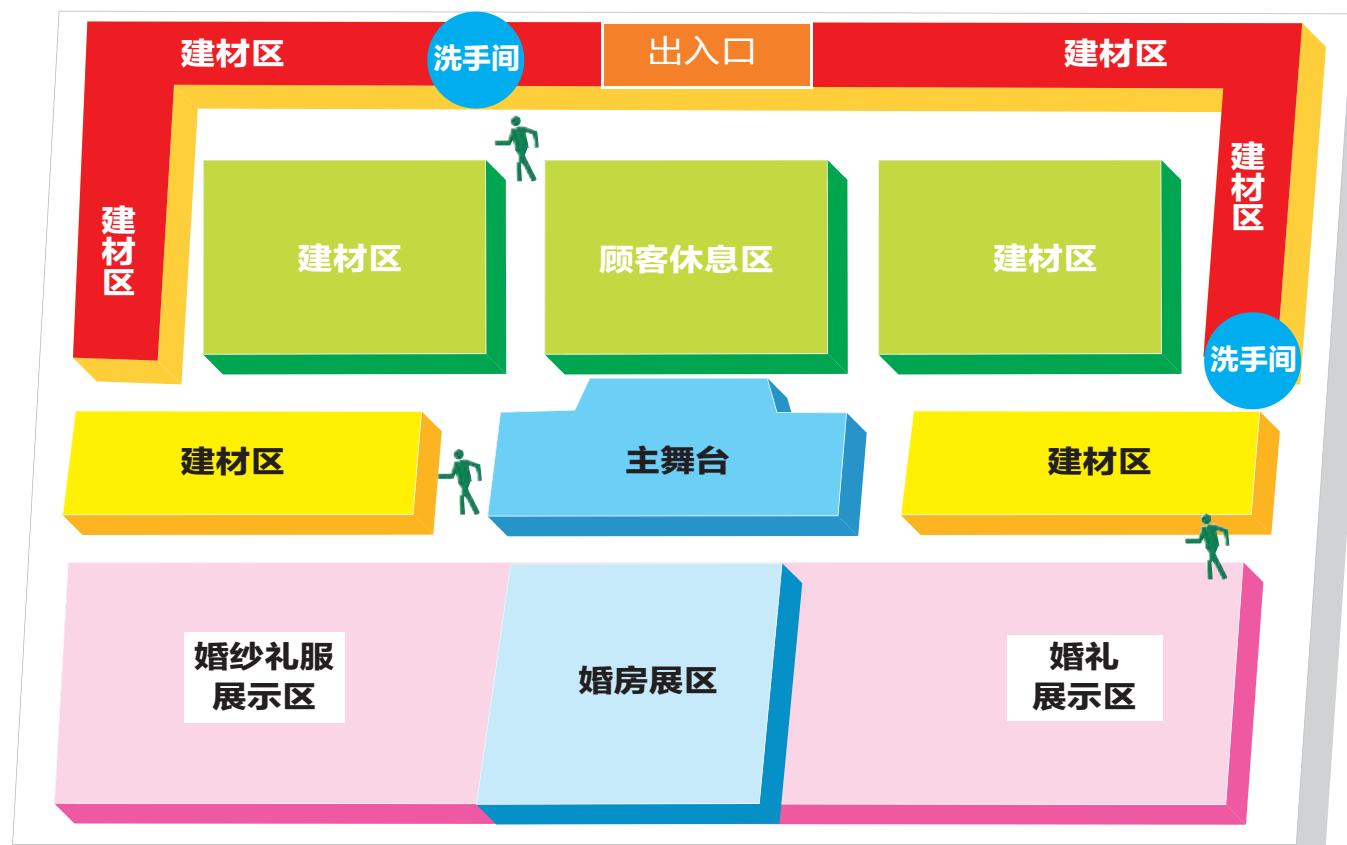 建材区
洗手间
出入口
建材区
建材区
建材区
建材区
顾客休息区
建材区
洗手间
建材区
主舞台
建材区
婚纱礼服
展示区
婚房展区
婚礼
展示区